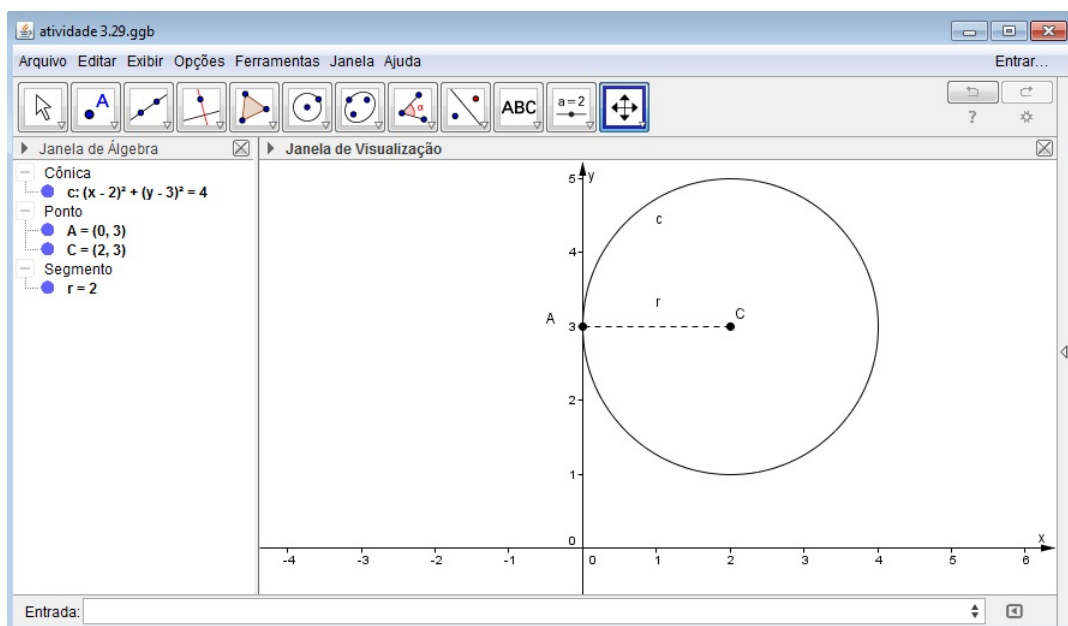 atividade 3.29.ggb
Arquivo Editar Exibir Opções Ferramentas Janela Ajuda Entrar...
A α ABC a=2 ?
Janela de Álgebra
Cônica
c: (x - 2)² + (y - 3)² = 4
Ponto
A = (0, 3)
C = (2, 3)
Segmento
r = 2
Janela de Visualização
5 y
c
4
r
A 3 C
2
1
0 x
-4 -3 -2 -1 0 1 2 3 4 5 6
Entrada: